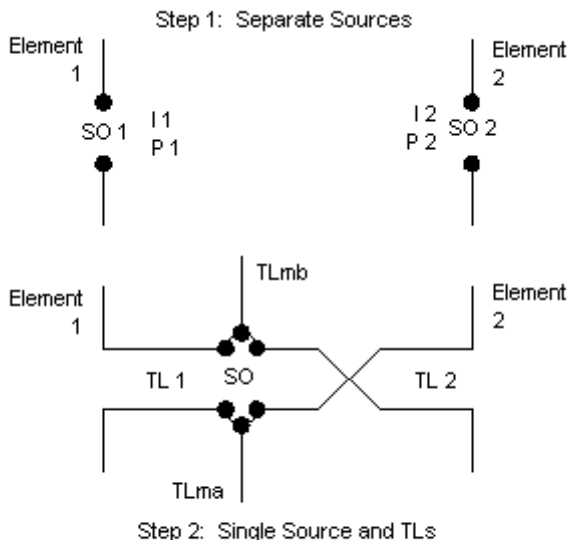 Step 1: Separate Sources
Element
1
Element
2
SO 1
I 1
P 1
I 2
P 2
SO 2
TLmb
Element
1
Element
2
TL 1
SO
TL 2
TLma
Step 2: Single Source and TLs